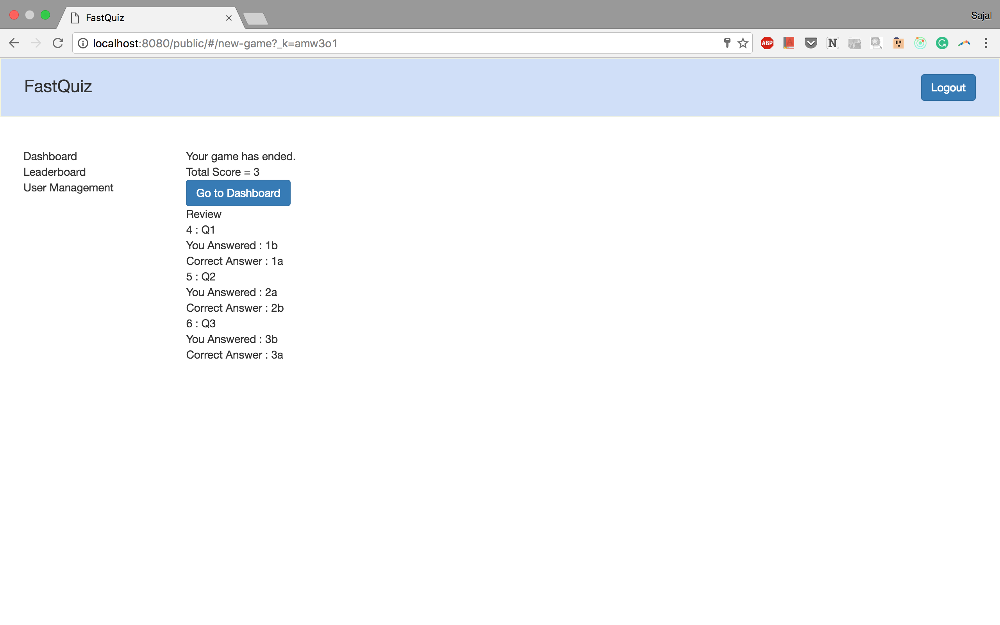 FastQuiz
Sajal
localhost:8080/public/#/new-game?_k=amw3o1
ABP
A
N
G
FastQuiz
Logout
Dashboard
Leaderboard
User Management
Your game has ended.
Total Score = 3
Go to Dashboard
Review
4 : Q1
You Answered : 1b
Correct Answer : 1a
5 : Q2
You Answered : 2a
Correct Answer : 2b
6 : Q3
You Answered : 3b
Correct Answer : 3a